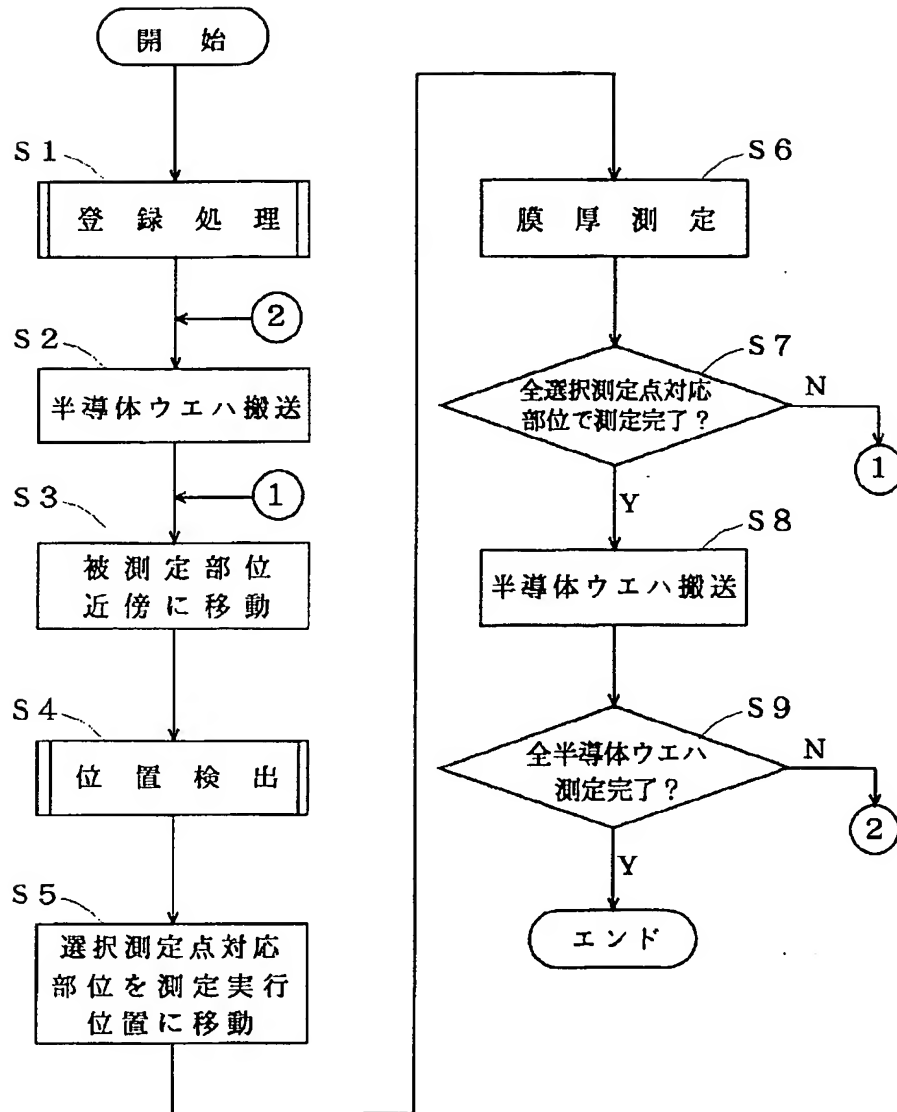 開始
S1
登録処理
②
S2
半導体ウエハ搬送
①
S3
被測定部位
近傍に移動
S4
位置検出
S5
選択測定点対応
部位を測定実行
位置に移動
S6
膜厚測定
S7
全選択測定点対応
部位で測定完了?
N
①
Y
S8
半導体ウエハ搬送
S9
全半導体ウエハ
測定完了?
N
②
Y
エンド